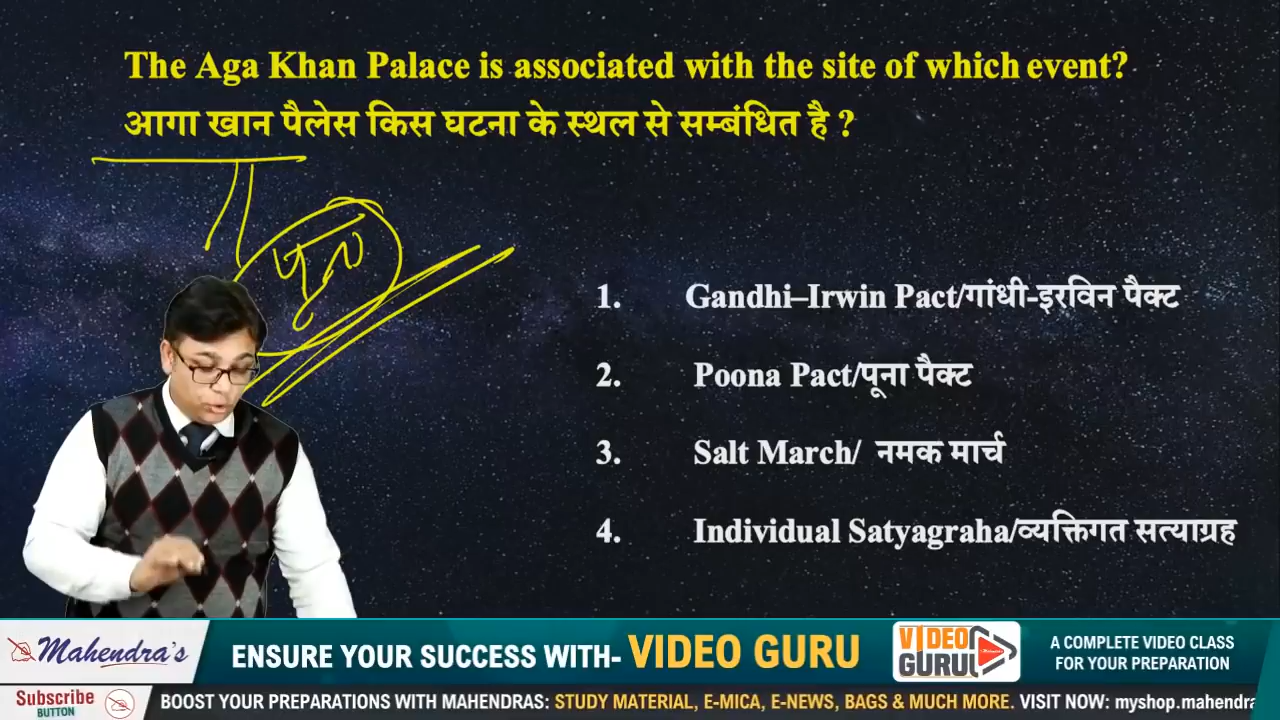 The Aga Khan Palace is associated with the site of which event?
आगा खान पैलेस किस घटना के स्थल से सम्बंधित है ?
1. Gandhi–Irwin Pact/गांधी-इरविन पैक्ट
2. Poona Pact/पूना पैक्ट
3. Salt March/ नमक मार्च
4. Individual Satyagraha/व्यक्तिगत सत्याग्रह
Mahendra's
ENSURE YOUR SUCCESS WITH- VIDEO GURU
VIDEO
GURU
A COMPLETE VIDEO CLASS
FOR YOUR PREPARATION
Subscribe
BUTTON
BOOST YOUR PREPARATIONS WITH MAHENDRAS: STUDY MATERIAL, E-MICA, E-NEWS, BAGS & MUCH MORE. VISIT NOW: myshop.mahendra